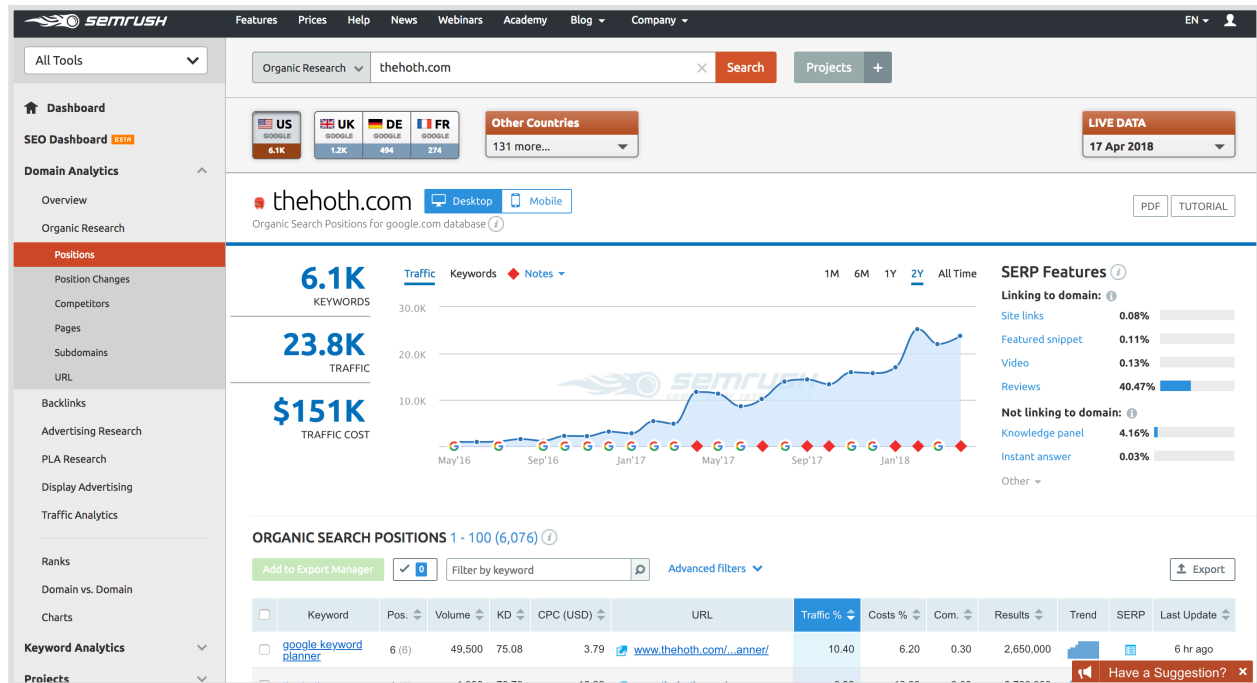 SEMRUSH
Features Prices Help News Webinars Academy Blog Company EN
All Tools
Organic Research thehoth.com × Search Projects +
Dashboard
SEO Dashboard BETA
Domain Analytics
Overview
Organic Research
Positions
Position Changes
Competitors
Pages
Subdomains
URL
Backlinks
Advertising Research
PLA Research
Display Advertising
Traffic Analytics
Ranks
Domain vs. Domain
Charts
Keyword Analytics
Projects
US UK DE FR
GOOGLE GOOGLE GOOGLE GOOGLE
6.1K 1.2K 494 274
Other Countries
131 more...
LIVE DATA
17 Apr 2018
thehoth.com Desktop Mobile
Organic Search Positions for google.com database i
PDF TUTORIAL
6.1K
KEYWORDS
23.8K
TRAFFIC
$151K
TRAFFIC COST
Traffic Keywords Notes 1M 6M 1Y 2Y All Time
30.0K
20.0K
10.0K
SEMRUSH
May'16 Sep'16 Jan'17 May'17 Sep'17 Jan'18
SERP Features i
Linking to domain: i
Site links 0.08%
Featured snippet 0.11%
Video 0.13%
Reviews 40.47%
Not linking to domain: i
Knowledge panel 4.16%
Instant answer 0.03%
Other
ORGANIC SEARCH POSITIONS 1 - 100 (6,076) i
Add to Export Manager 0 Filter by keyword Advanced filters Export
Keyword Pos. Volume KD CPC (USD) URL Traffic % Costs % Com. Results Trend SERP Last Update
google keyword planner 6 (6) 49,500 75.08 3.79 www.thehoth.com/...anner/ 10.40 6.20 0.30 2,650,000 6 hr ago
Have a Suggestion? ×